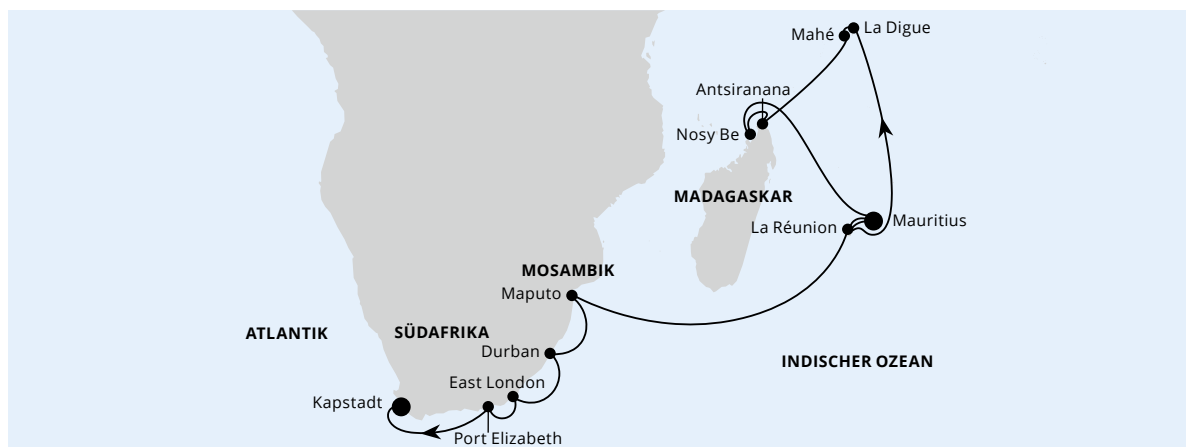 Mahé
La Digue
Antsiranana
Nosy Be
MADAGASKAR
Mauritius
La Réunion
MOSAMBIK
Maputo
ATLANTIK
SÜDAFRIKA
Durban
INDISCHER OZEAN
East London
Kapstadt
Port Elizabeth